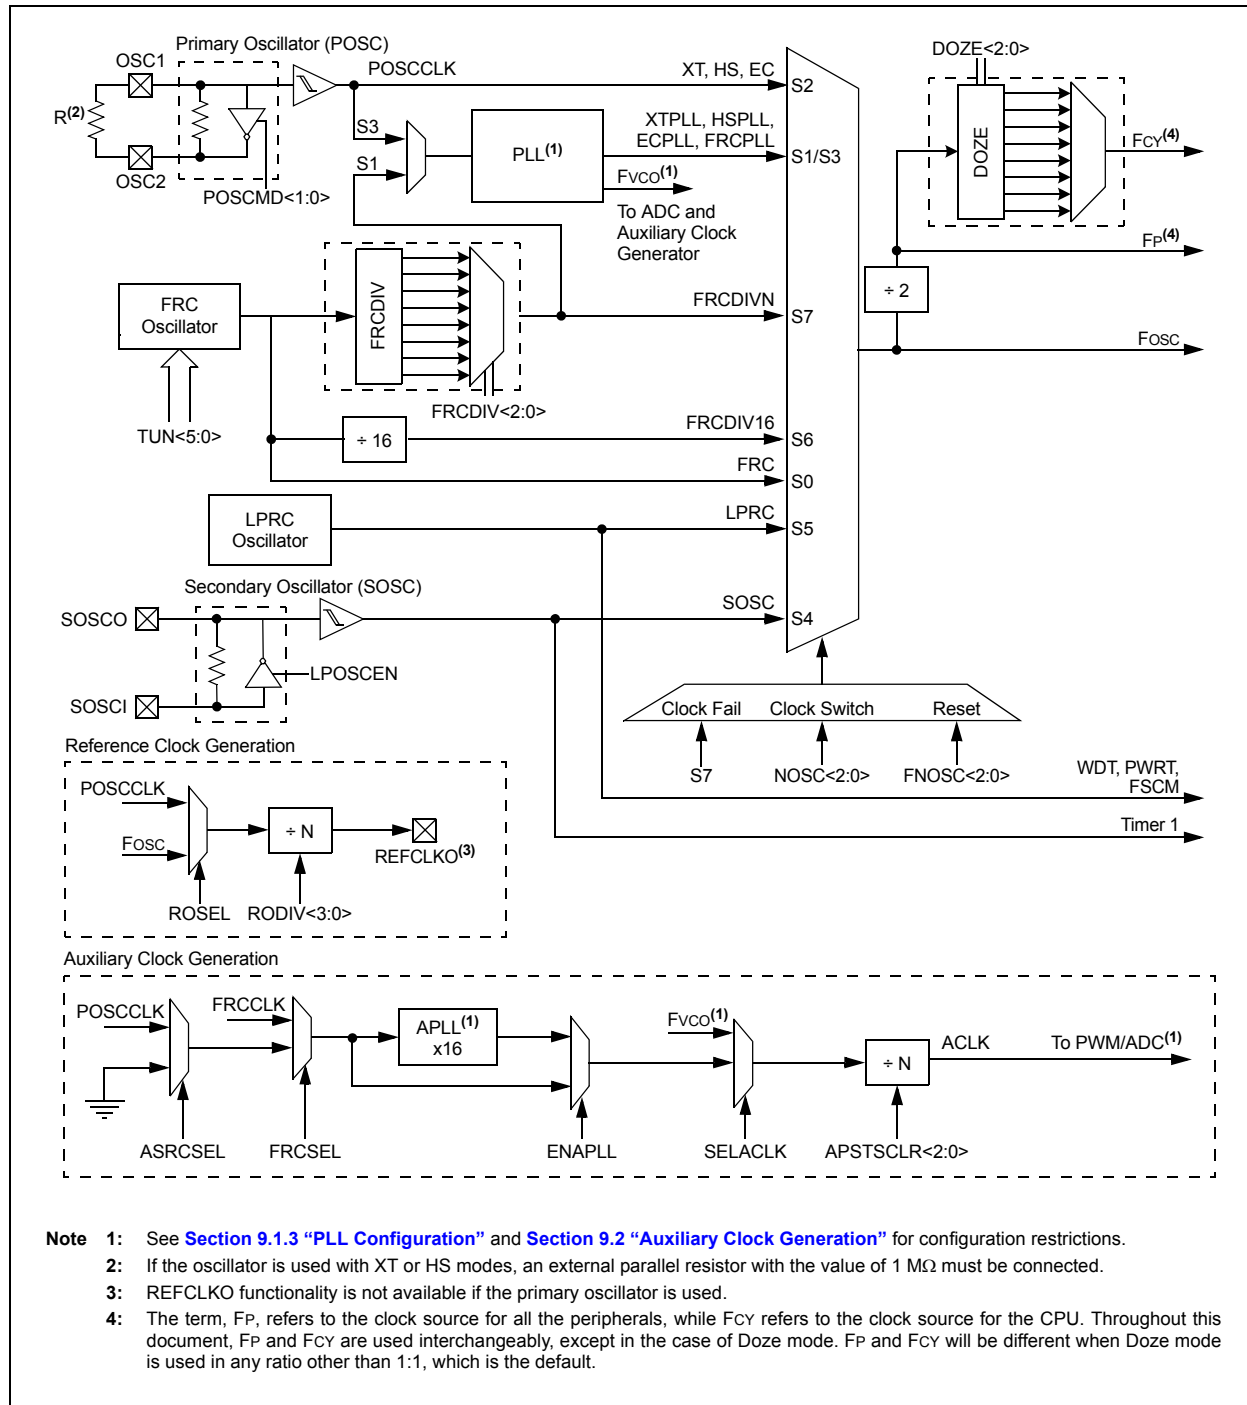 Primary Oscillator (POSC)
OSC1
R(2)
OSC2
POSCMD<1:0>
POSCCLK
XT, HS, EC
S2
S3
S1
PLL(1)
XTPLL, HSPLL,
ECPLL, FRCPLL
S1/S3
FVCO(1)
To ADC and
Auxiliary Clock
Generator
DOZE<2:0>
DOZE
FCY(4)
FP(4)
÷ 2
FOSC
FRC
Oscillator
TUN<5:0>
FRCDIV
FRCDIV<2:0>
FRCDIVN
S7
÷ 16
FRCDIV16
S6
FRC
S0
LPRC
Oscillator
LPRC
S5
Secondary Oscillator (SOSC)
SOSCO
SOSCI
LPOSCEN
SOSC
S4
Clock Fail
Clock Switch
Reset
S7
NOSC<2:0>
FNOSC<2:0>
WDT, PWRT,
FSCM
Timer 1
Reference Clock Generation
POSCCLK
FOSC
÷ N
REFCLKO(3)
ROSEL
RODIV<3:0>
Auxiliary Clock Generation
POSCCLK
FRCCLK
APLL(1)
x16
FVCO(1)
÷ N
ACLK
To PWM/ADC(1)
ASRCSEL
FRCSEL
ENAPLL
SELACLK
APSTSCLR<2:0>
Note 1: See Section 9.1.3 “PLL Configuration” and Section 9.2 “Auxiliary Clock Generation” for configuration restrictions.
2: If the oscillator is used with XT or HS modes, an external parallel resistor with the value of 1 MΩ must be connected.
3: REFCLKO functionality is not available if the primary oscillator is used.
4: The term, FP, refers to the clock source for all the peripherals, while FCY refers to the clock source for the CPU. Throughout this
document, FP and FCY are used interchangeably, except in the case of Doze mode. FP and FCY will be different when Doze mode
is used in any ratio other than 1:1, which is the default.